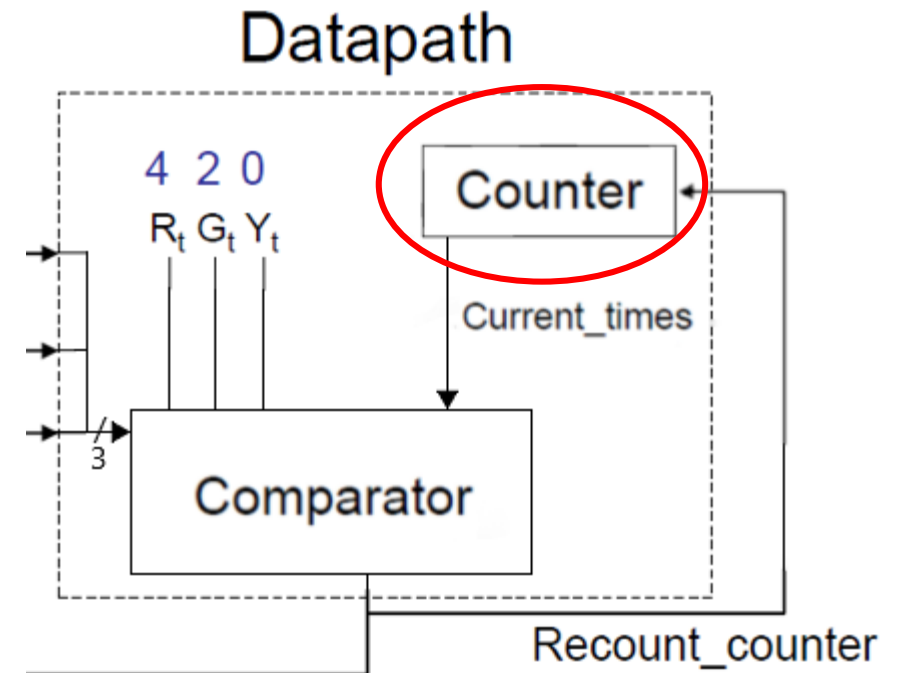 Datapath
4 2 0
Rt Gt Yt
Counter
Current_times
3
Comparator
Recount_counter